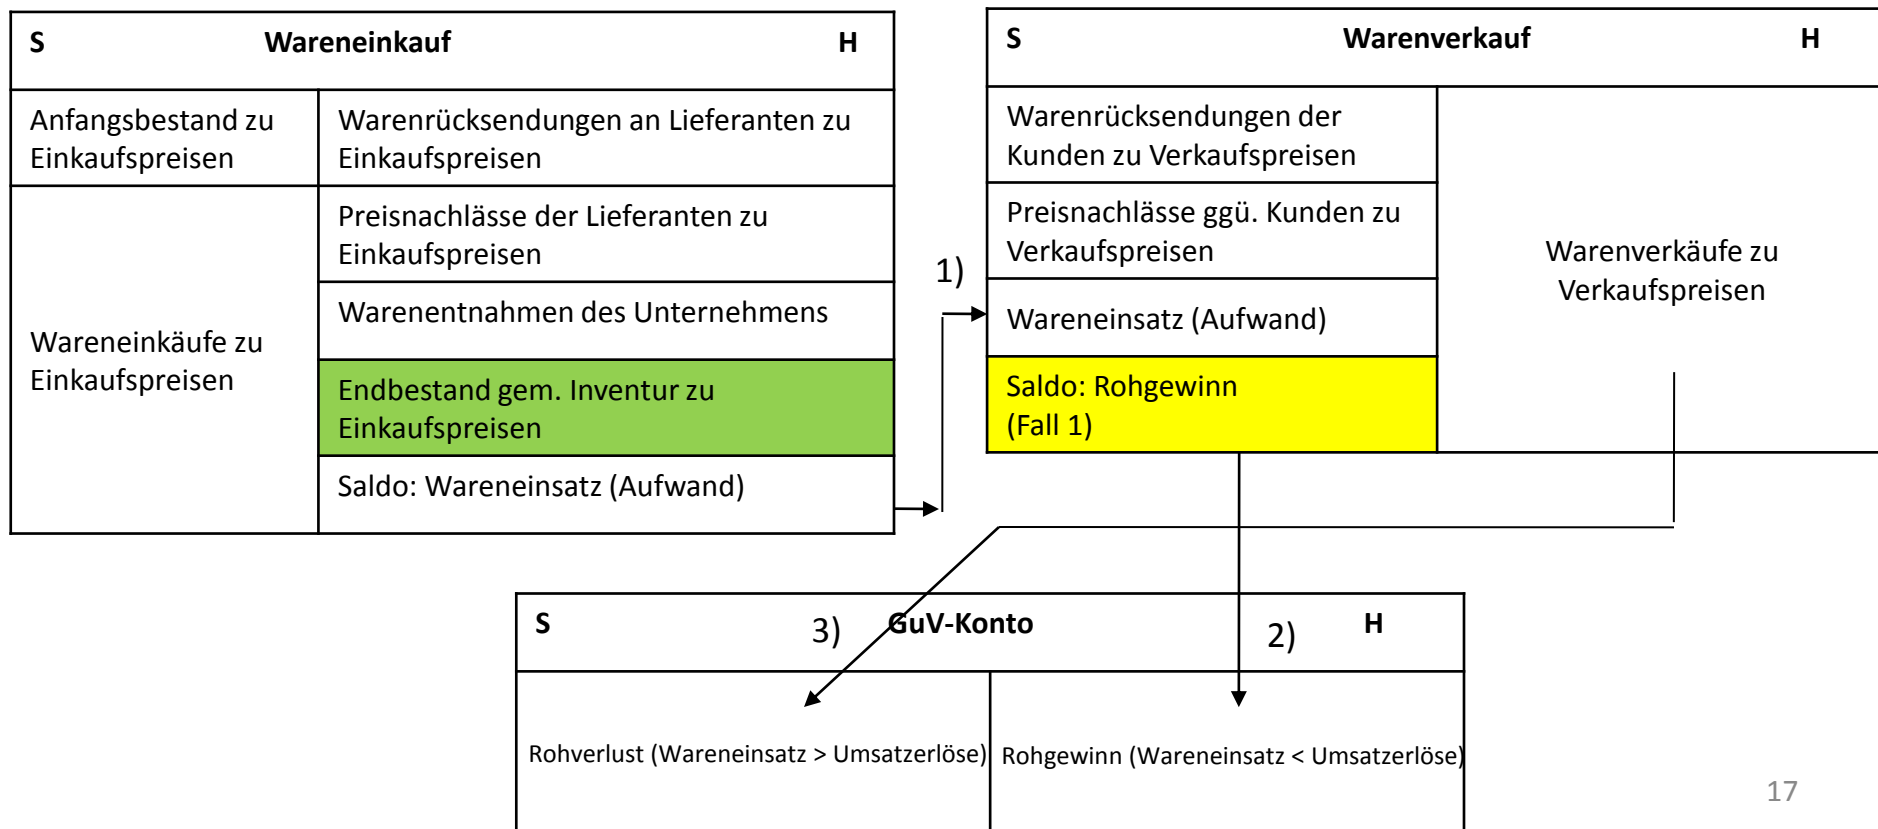 S Wareneinkauf H
Anfangsbestand zu
Einkaufspreisen
Warenrücksendungen an Lieferanten zu
Einkaufspreisen
Wareneinkäufe zu
Einkaufspreisen
Preisnachlässe der Lieferanten zu
Einkaufspreisen
Warenentnahmen des Unternehmens
Endbestand gem. Inventur zu
Einkaufspreisen
Saldo: Wareneinsatz (Aufwand)
1)
S Warenverkauf H
Warenrücksendungen der
Kunden zu Verkaufspreisen
Preisnachlässe ggü. Kunden zu
Verkaufspreisen
Wareneinsatz (Aufwand)
Saldo: Rohgewinn
(Fall 1)
Warenverkäufe zu
Verkaufspreisen
S 3) GuV-Konto 2) H
Rohverlust (Wareneinsatz > Umsatzerlöse)
Rohgewinn (Wareneinsatz < Umsatzerlöse)
17